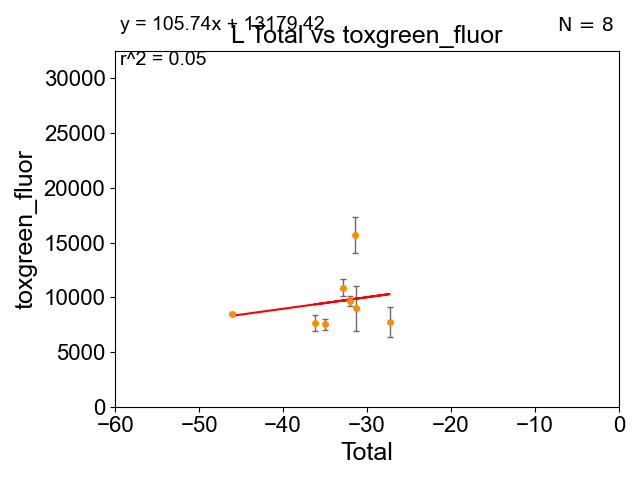 y = 105.74x + 13179.42
N = 8
L Total vs toxgreen_fluor
r^2 = 0.05
30000
25000
20000
15000
10000
5000
0
toxgreen_fluor
−60 −50 −40 −30 −20 −10 0
Total